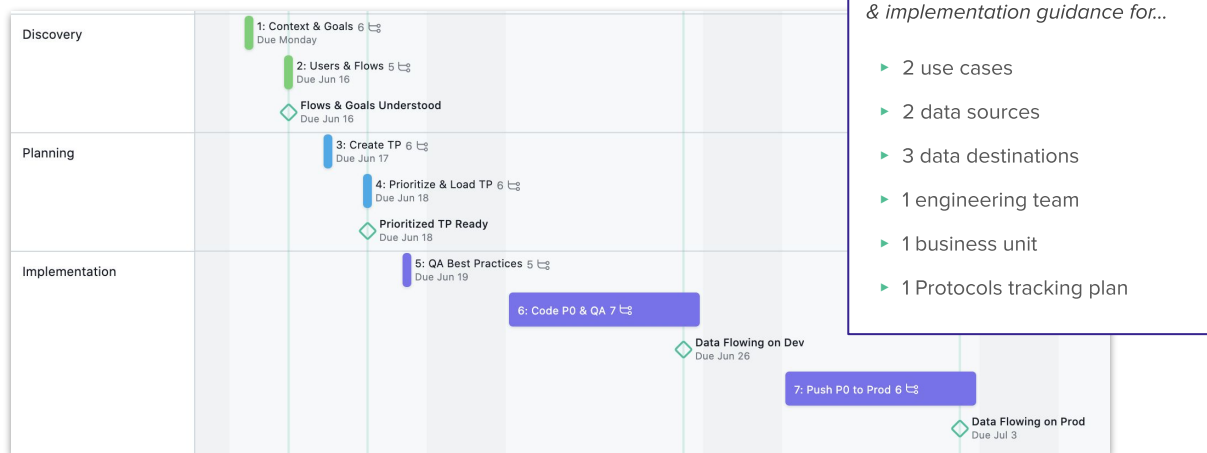 & implementation guidance for...
2 use cases
2 data sources
3 data destinations
1 engineering team
1 business unit
1 Protocols tracking plan
Discovery
1: Context & Goals 6
Due Monday
2: Users & Flows 5
Due Jun 16
Flows & Goals Understood
Due Jun 16
Planning
3: Create TP 6
Due Jun 17
4: Prioritize & Load TP 6
Due Jun 18
Prioritized TP Ready
Due Jun 18
Implementation
5: QA Best Practices 5
Due Jun 19
6: Code P0 & QA 7
Data Flowing on Dev
Due Jun 26
7: Push P0 to Prod 6
Data Flowing on Prod
Due Jul 3